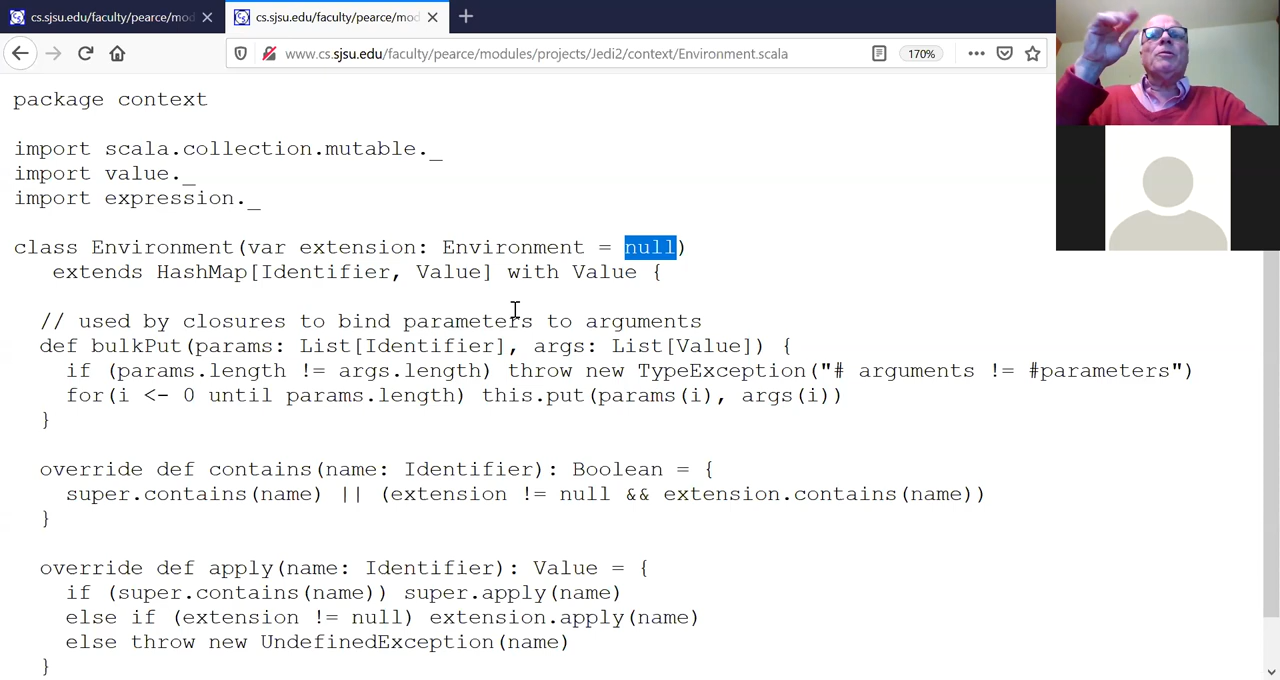 cs.sjsu.edu/faculty/pearce/mod
cs.sjsu.edu/faculty/pearce/mod
www.cs.sjsu.edu/faculty/pearce/modules/projects/Jedi2/context/Environment.scala
170%
package context
import scala.collection.mutable._
import value._
import expression._
class Environment(var extension: Environment = null)
extends HashMap[Identifier, Value] with Value {
// used by closures to bind parameters to arguments
def bulkPut(params: List[Identifier], args: List[Value]) {
if (params.length != args.length) throw new TypeException("# arguments != #parameters")
for(i <- 0 until params.length) this.put(params(i), args(i))
}
override def contains(name: Identifier): Boolean = {
super.contains(name) || (extension != null && extension.contains(name))
}
override def apply(name: Identifier): Value = {
if (super.contains(name)) super.apply(name)
else if (extension != null) extension.apply(name)
else throw new UndefinedException(name)
}